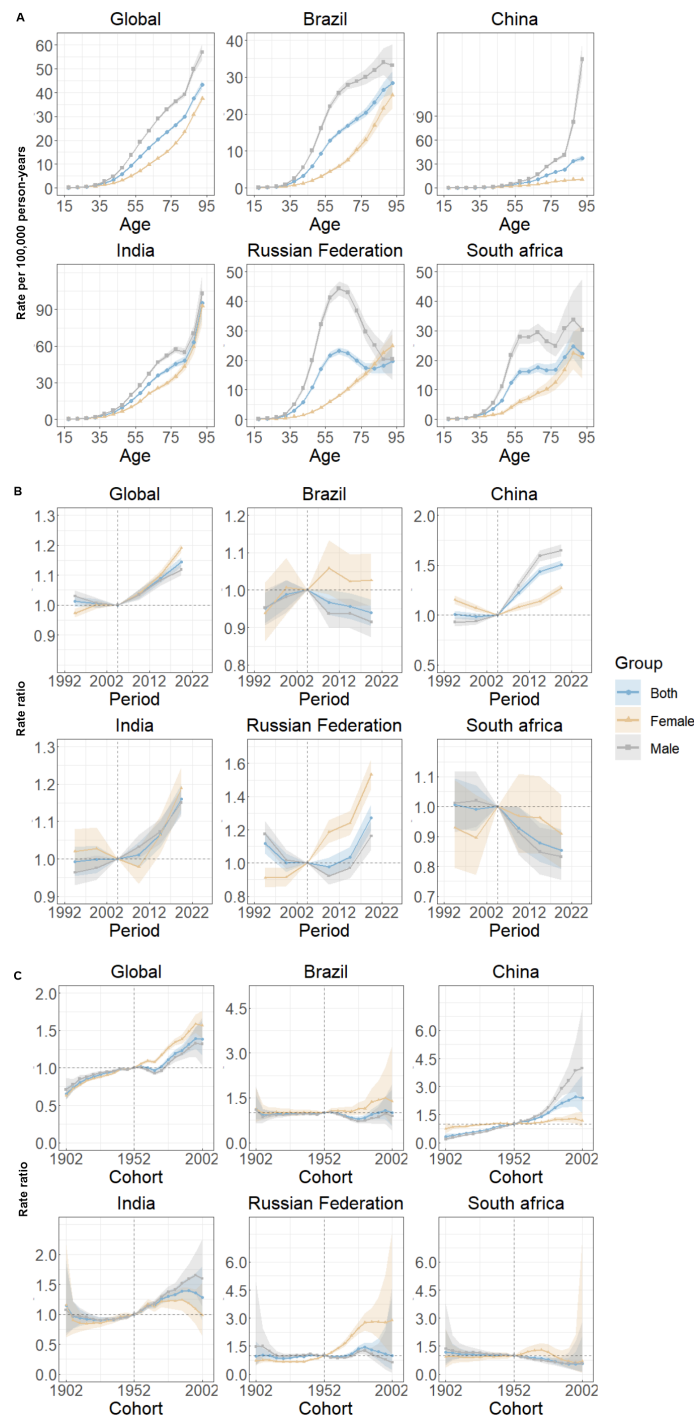 A
Global
Brazil
China
60
50
40
30
20
10
0
40
30
20
10
0
90
60
30
0
15 35 55 75 95
15 35 55 75 95
15 35 55 75 95
Age
Age
Age
Rate per 100,000 person-years
India
Russian Federation
South africa
90
60
30
0
50
40
30
20
10
0
50
40
30
20
10
0
15 35 55 75 95
15 35 55 75 95
15 35 55 75 95
Age
Age
Age
B
Global
Brazil
China
1.3
1.2
1.1
1.0
0.9
1.2
1.1
1.0
0.9
0.8
2.0
1.5
1.0
0.5
1992 2002 2012 2022
1992 2002 2012 2022
1992 2002 2012 2022
Period
Period
Period
Rate ratio
India
Russian Federation
South africa
1.3
1.2
1.1
1.0
0.9
1.6
1.4
1.2
1.0
0.8
1.1
1.0
0.9
0.8
0.7
1992 2002 2012 2022
1992 2002 2012 2022
1992 2002 2012 2022
Period
Period
Period
Group
Both
Female
Male
C
Global
Brazil
China
2.0
1.5
1.0
0.5
0.0
4.5
3.0
1.5
0.0
6.0
4.5
3.0
1.5
0.0
1902 1952 2002
1902 1952 2002
1902 1952 2002
Cohort
Cohort
Cohort
Rate ratio
India
Russian Federation
South africa
2.0
1.5
1.0
0.5
0.0
6.0
4.5
3.0
1.5
0.0
6.0
4.5
3.0
1.5
0.0
1902 1952 2002
1902 1952 2002
1902 1952 2002
Cohort
Cohort
Cohort